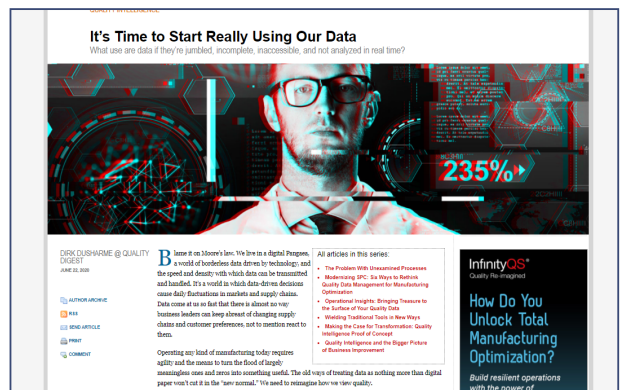 QUALITY INTELLIGENCE
It's Time to Start Really Using Our Data
What use are data if they're jumbled, incomplete, inaccessible, and not analyzed in real time?
235%
DIRK DUSHARME @ QUALITY
DIGEST
JUNE 22, 2020
AUTHOR ARCHIVE
RSS
SEND ARTICLE
PRINT
COMMENT
Blame it on Moore's law. We live in a digital Pangaea,
a world of borderless data driven by technology, and
the speed and density with which data can be transmitted
and handled. It's a world in which data-driven decisions
cause daily fluctuations in markets and supply chains.
Data come at us so fast that there is almost no way
business leaders can keep abreast of changing supply
chains and customer preferences, not to mention react to
them.
Operating any kind of manufacturing today requires
agility and the means to turn the flood of largely
meaningless ones and zeros into something useful. The old ways of treating data as nothing more than digital
paper won't cut it in the "new normal." We need to reimagine how we view quality.
All articles in this series:
The Problem With Unexamined Processes
Modernizing SPC: Six Ways to Rethink
Quality Data Management for Manufacturing
Optimization
Operational Insights: Bringing Treasure to
the Surface of Your Quality Data
Wielding Traditional Tools in New Ways
Making the Case for Transformation: Quality
Intelligence Proof of Concept
Quality Intelligence and the Bigger Picture
of Business Improvement
InfinityQS®
Quality Re-imagined
How Do You
Unlock Total
Manufacturing
Optimization?
Build resilient operations
with the power of